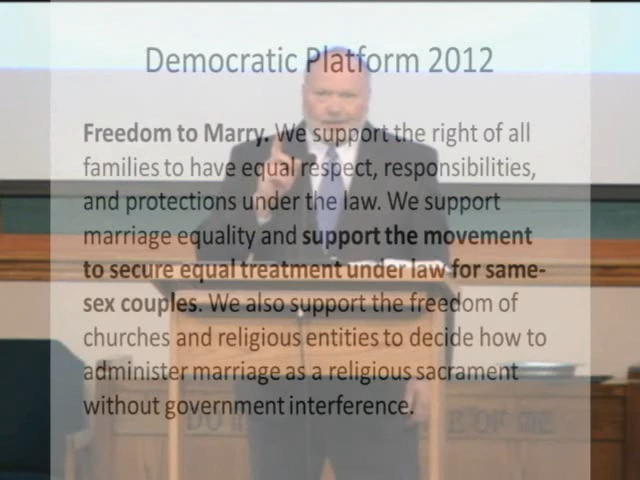 Democratic Platform 2012
Freedom to Marry. We support the right of all
families to have equal respect, responsibilities,
and protections under the law. We support
marriage equality and support the movement
to secure equal treatment under law for same-
sex couples. We also support the freedom of
churches and religious entities to decide how to
administer marriage as a religious sacrament
without government interference.
DO
E OF ME